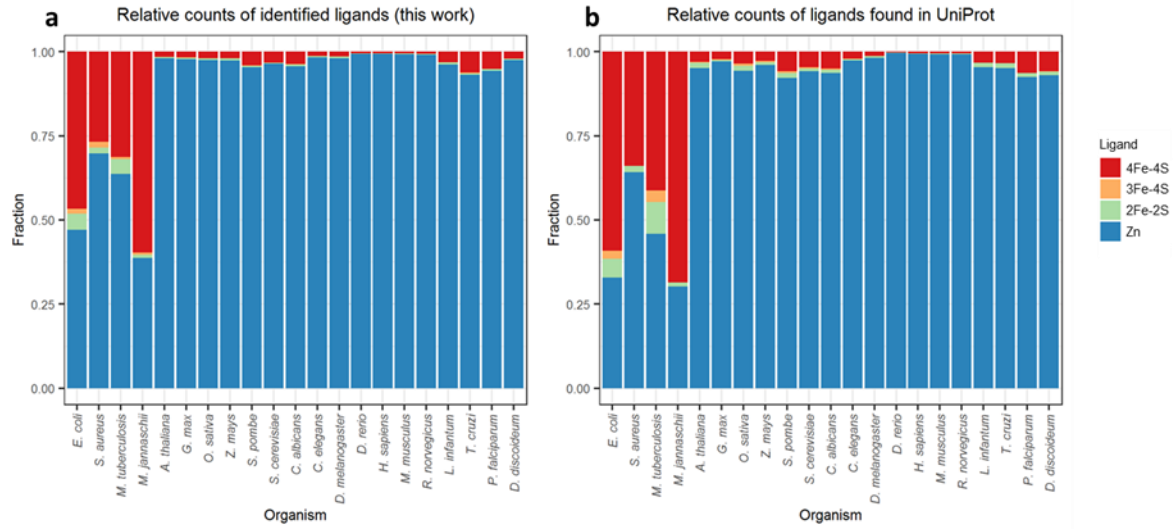 a
Relative counts of identified ligands (this work)
1.00
0.75
0.50
0.25
0.00
Fraction
E. coli
S. aureus
M. tuberculosis
M. jannaschii
A. thaliana
G. max
O. sativa
Z. mays
S. pombe
S. cerevisiae
C. albicans
C. elegans
D. melanogaster
D. rerio
H. sapiens
M. musculus
R. norvegicus
L. infantum
T. cruzi
P. falciparum
D. discoideum
Organism
b
Relative counts of ligands found in UniProt
1.00
0.75
0.50
0.25
0.00
Fraction
E. coli
S. aureus
M. tuberculosis
M. jannaschii
A. thaliana
G. max
O. sativa
Z. mays
S. pombe
S. cerevisiae
C. albicans
C. elegans
D. melanogaster
D. rerio
H. sapiens
M. musculus
R. norvegicus
L. infantum
T. cruzi
P. falciparum
D. discoideum
Organism
Ligand
4Fe-4S
3Fe-4S
2Fe-2S
Zn